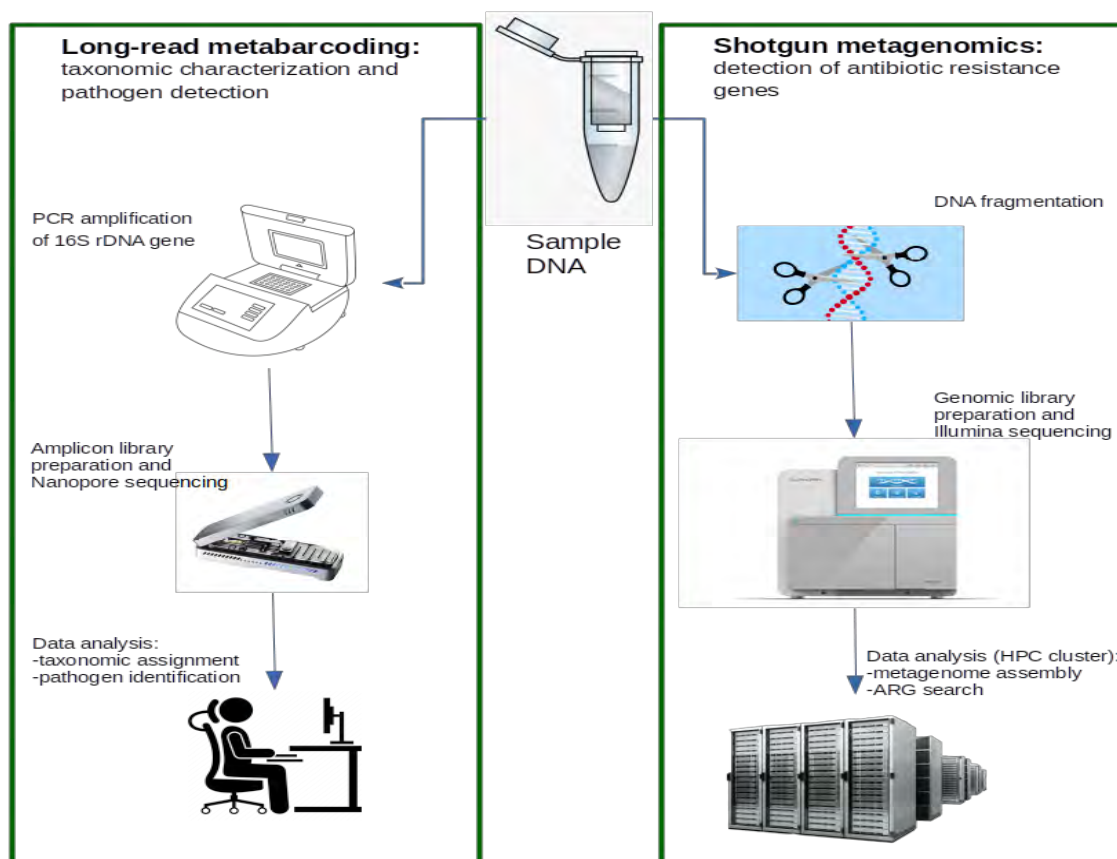 Long-read metabarcoding:
taxonomic characterization and
pathogen detection
PCR amplification
of 16S rDNA gene
Amplicon library
preparation and
Nanopore sequencing
Data analysis:
-taxonomic assignment
-pathogen identification
Sample
DNA
Shotgun metagenomics:
detection of antibiotic resistance
genes
DNA fragmentation
Genomic library
preparation and
Illumina sequencing
Data analysis (HPC cluster):
-metagenome assembly
-ARG search